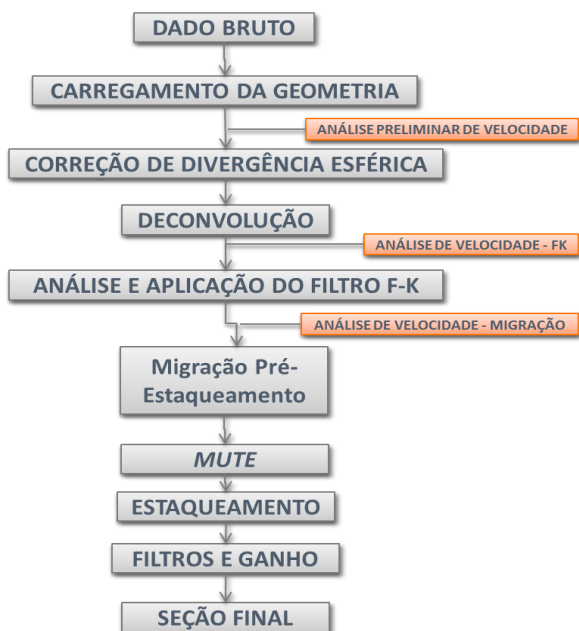 DADO BRUTO
CARREGAMENTO DA GEOMETRIA
ANÁLISE PRELIMINAR DE VELOCIDADE
CORREÇÃO DE DIVERGÊNCIA ESFÉRICA
DECONVOLUÇÃO
ANÁLISE DE VELOCIDADE - FK
ANÁLISE E APLICAÇÃO DO FILTRO F-K
ANÁLISE DE VELOCIDADE - MIGRAÇÃO
Migração Pré-
Estaqueamento
MUTE
ESTAQUEAMENTO
FILTROS E GANHO
SEÇÃO FINAL